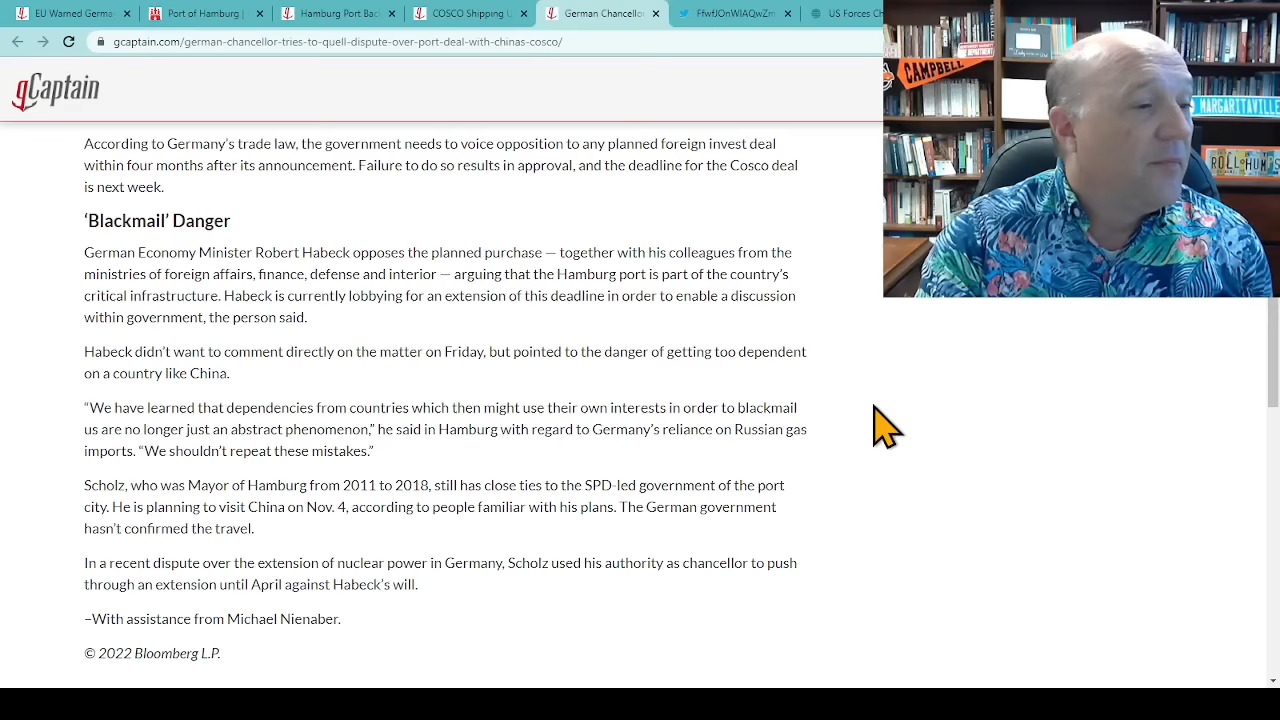 EU Warned Germa
Port of Hamburg |
Hamburg Port Bac
COSCO Shipping
German Chancello
FfwfJOnWIAQwZm
US Forces Ch
gcaptain.com/german-chancellor-tries-to-quell-dispute-over-port-deal-with-chinas-cosco/
gCaptain
CAMPBELL
DEPARTMENT
MARGARITAVILLE
ROLL HUMPS
According to Germany's trade law, the government needs to voice opposition to any planned foreign invest deal
within four months after its announcement. Failure to do so results in approval, and the deadline for the Cosco deal
is next week.
‘Blackmail’ Danger
German Economy Minister Robert Habeck opposes the planned purchase — together with his colleagues from the
ministries of foreign affairs, finance, defense and interior — arguing that the Hamburg port is part of the country's
critical infrastructure. Habeck is currently lobbying for an extension of this deadline in order to enable a discussion
within government, the person said.
Habeck didn't want to comment directly on the matter on Friday, but pointed to the danger of getting too dependent
on a country like China.
“We have learned that dependencies from countries which then might use their own interests in order to blackmail
us are no longer just an abstract phenomenon,” he said in Hamburg with regard to Germany's reliance on Russian gas
imports. “We shouldn't repeat these mistakes.”
Scholz, who was Mayor of Hamburg from 2011 to 2018, still has close ties to the SPD-led government of the port
city. He is planning to visit China on Nov. 4, according to people familiar with his plans. The German government
hasn't confirmed the travel.
In a recent dispute over the extension of nuclear power in Germany, Scholz used his authority as chancellor to push
through an extension until April against Habeck's will.
–With assistance from Michael Nienaber.
© 2022 Bloomberg L.P.